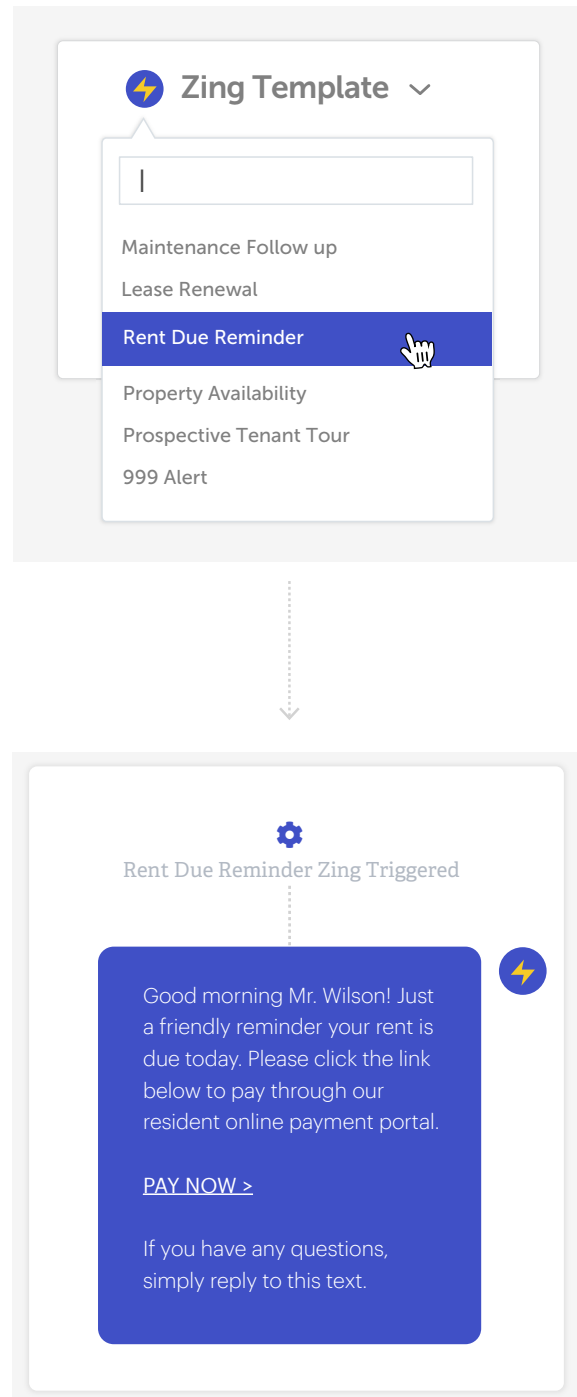 Zing Template
Maintenance Follow up
Lease Renewal
Rent Due Reminder
Property Availability
Prospective Tenant Tour
999 Alert
Rent Due Reminder Zing Triggered
Good morning Mr. Wilson! Just
a friendly reminder your rent is
due today. Please click the link
below to pay through our
resident online payment portal.
PAY NOW >
If you have any questions,
simply reply to this text.